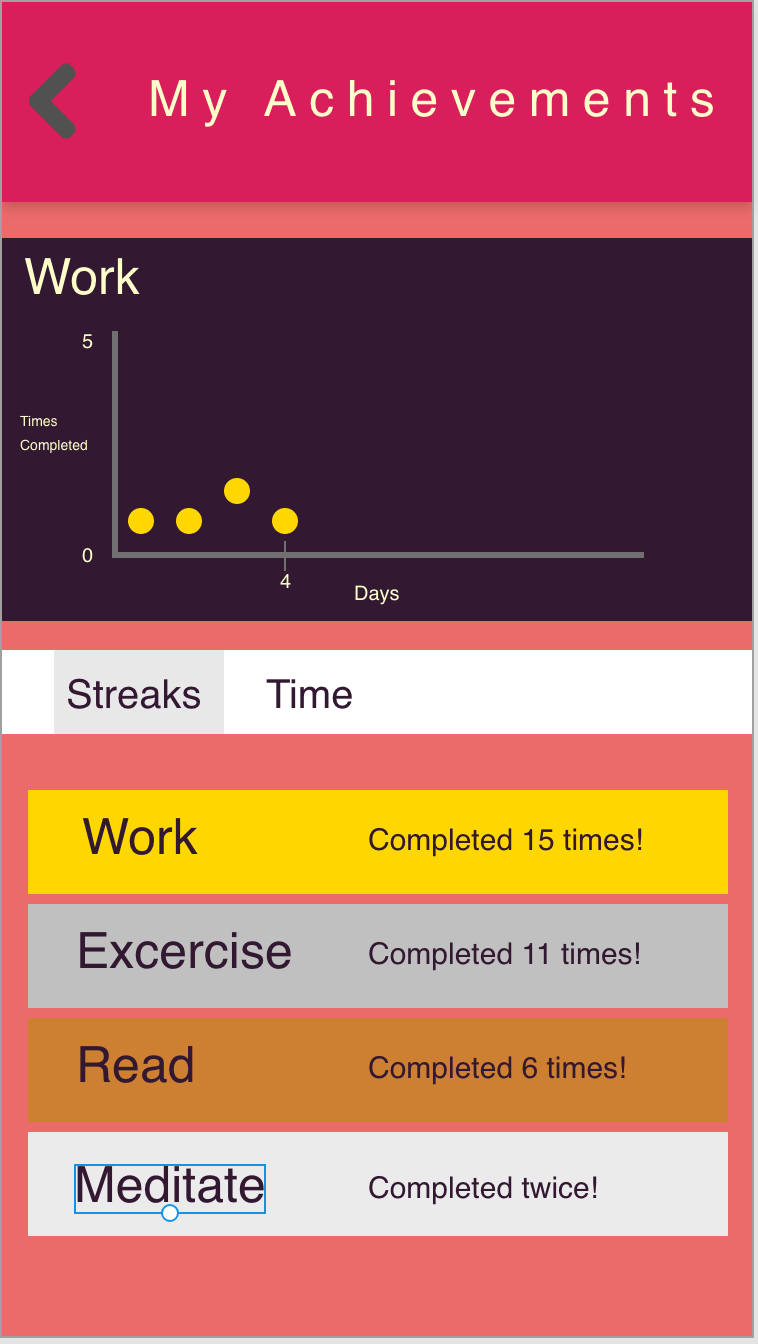 My Achievements
Work
5
Times
Completed
0
4
Days
Streaks Time
Work Completed 15 times!
Excercise Completed 11 times!
Read Completed 6 times!
Meditate Completed twice!